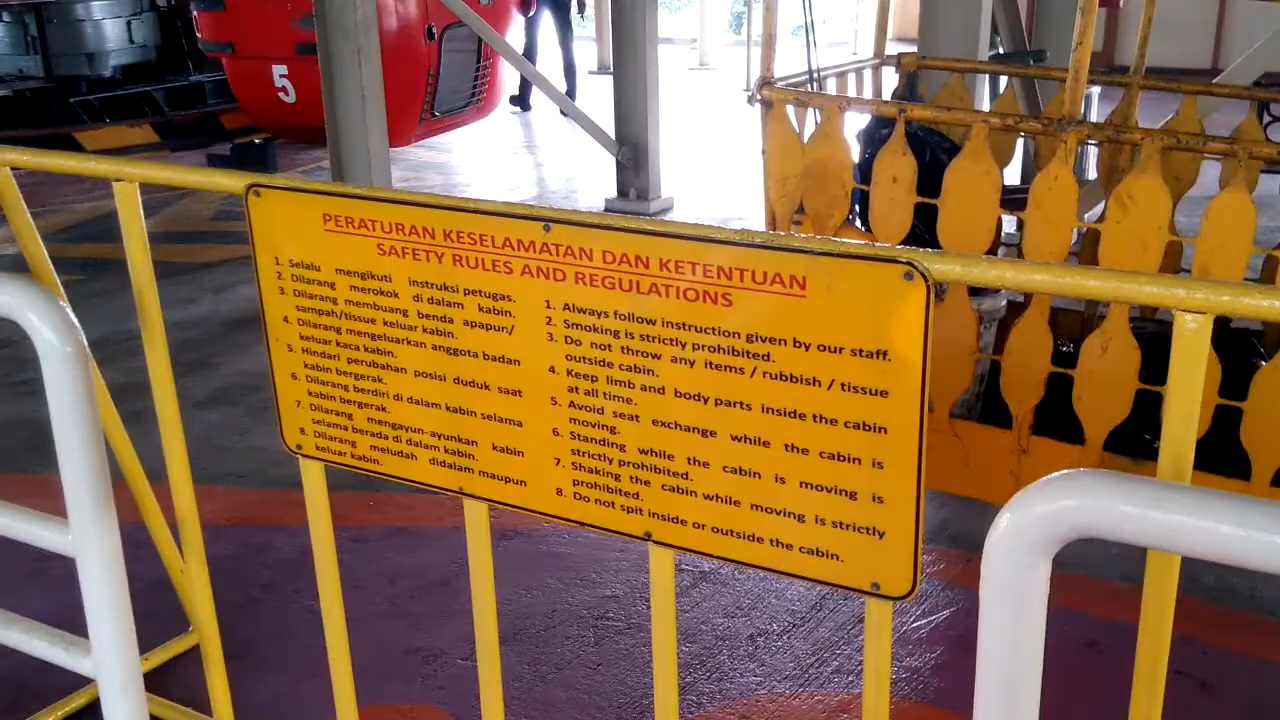 5
PERATURAN KESELAMATAN DAN KETENTUAN
SAFETY RULES AND REGULATIONS
1. Selalu mengikuti instruksi petugas.
2. Dilarang merokok di dalam kabin.
3. Dilarang membuang benda apapun/
sampah/tissue keluar kabin.
4. Dilarang mengeluarkan anggota badan
keluar kaca kabin.
5. Hindari perubahan posisi duduk saat
kabin bergerak.
6. Dilarang berdiri di dalam kabin selama
kabin bergerak.
7. Dilarang mengayun-ayunkan kabin
selama berada di dalam kabin.
8. Dilarang meludah didalam maupun
keluar kabin.
1. Always follow instruction given by our staff.
2. Smoking is strictly prohibited.
3. Do not throw any items / rubbish / tissue
outside cabin.
4. Keep limb and body parts inside the cabin
at all time.
5. Avoid seat exchange while the cabin is
moving.
6. Standing while the cabin is moving is
strictly prohibited.
7. Shaking the cabin while moving is strictly
prohibited.
8. Do not spit inside or outside the cabin.